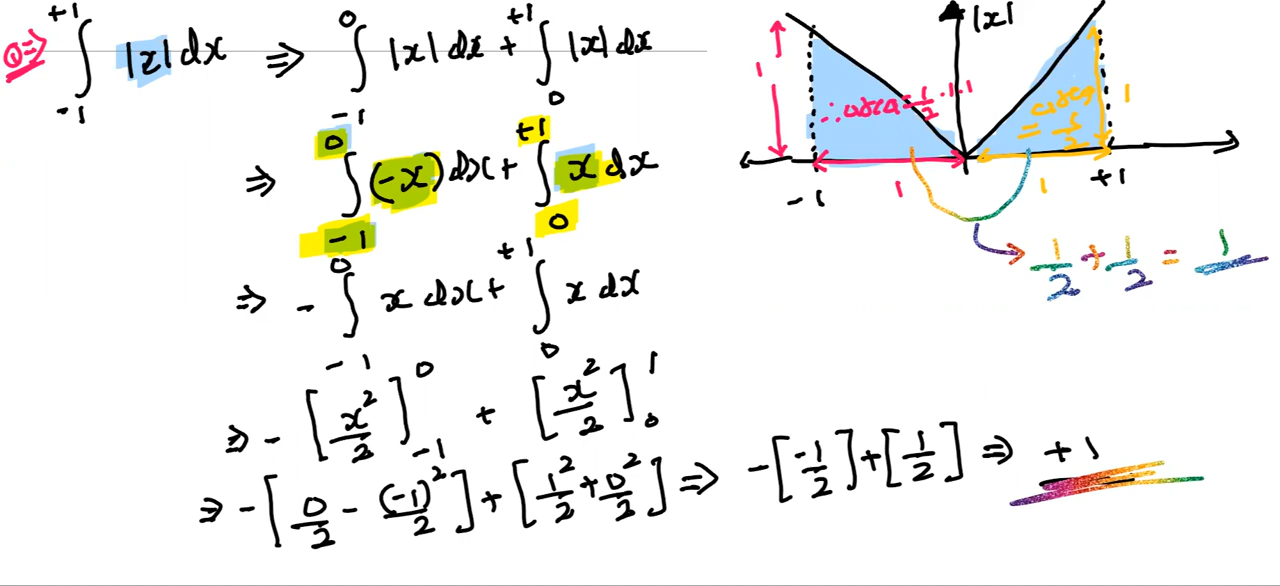 Q⇒ ∫_{-1}^{+1} |x| dx ⇒ ∫_{-1}^{0} |x| dx + ∫_{0}^{+1} |x| dx
⇒ ∫_{-1}^{0} (-x) dx + ∫_{0}^{+1} x dx
⇒ - ∫_{-1}^{0} x dx + ∫_{0}^{+1} x dx
⇒ - [x²/2]_{-1}^{0} + [x²/2]_{0}^{1}
⇒ - [0/2 - (-1)²/2] + [1²/2 + 0²/2] ⇒ - [-1/2] + [1/2] ⇒ +1
|x|
1
∴ area = 1/2 · 1 · 1
area = 1/2
1
-1
1
1
+1
1/2 + 1/2 = 1